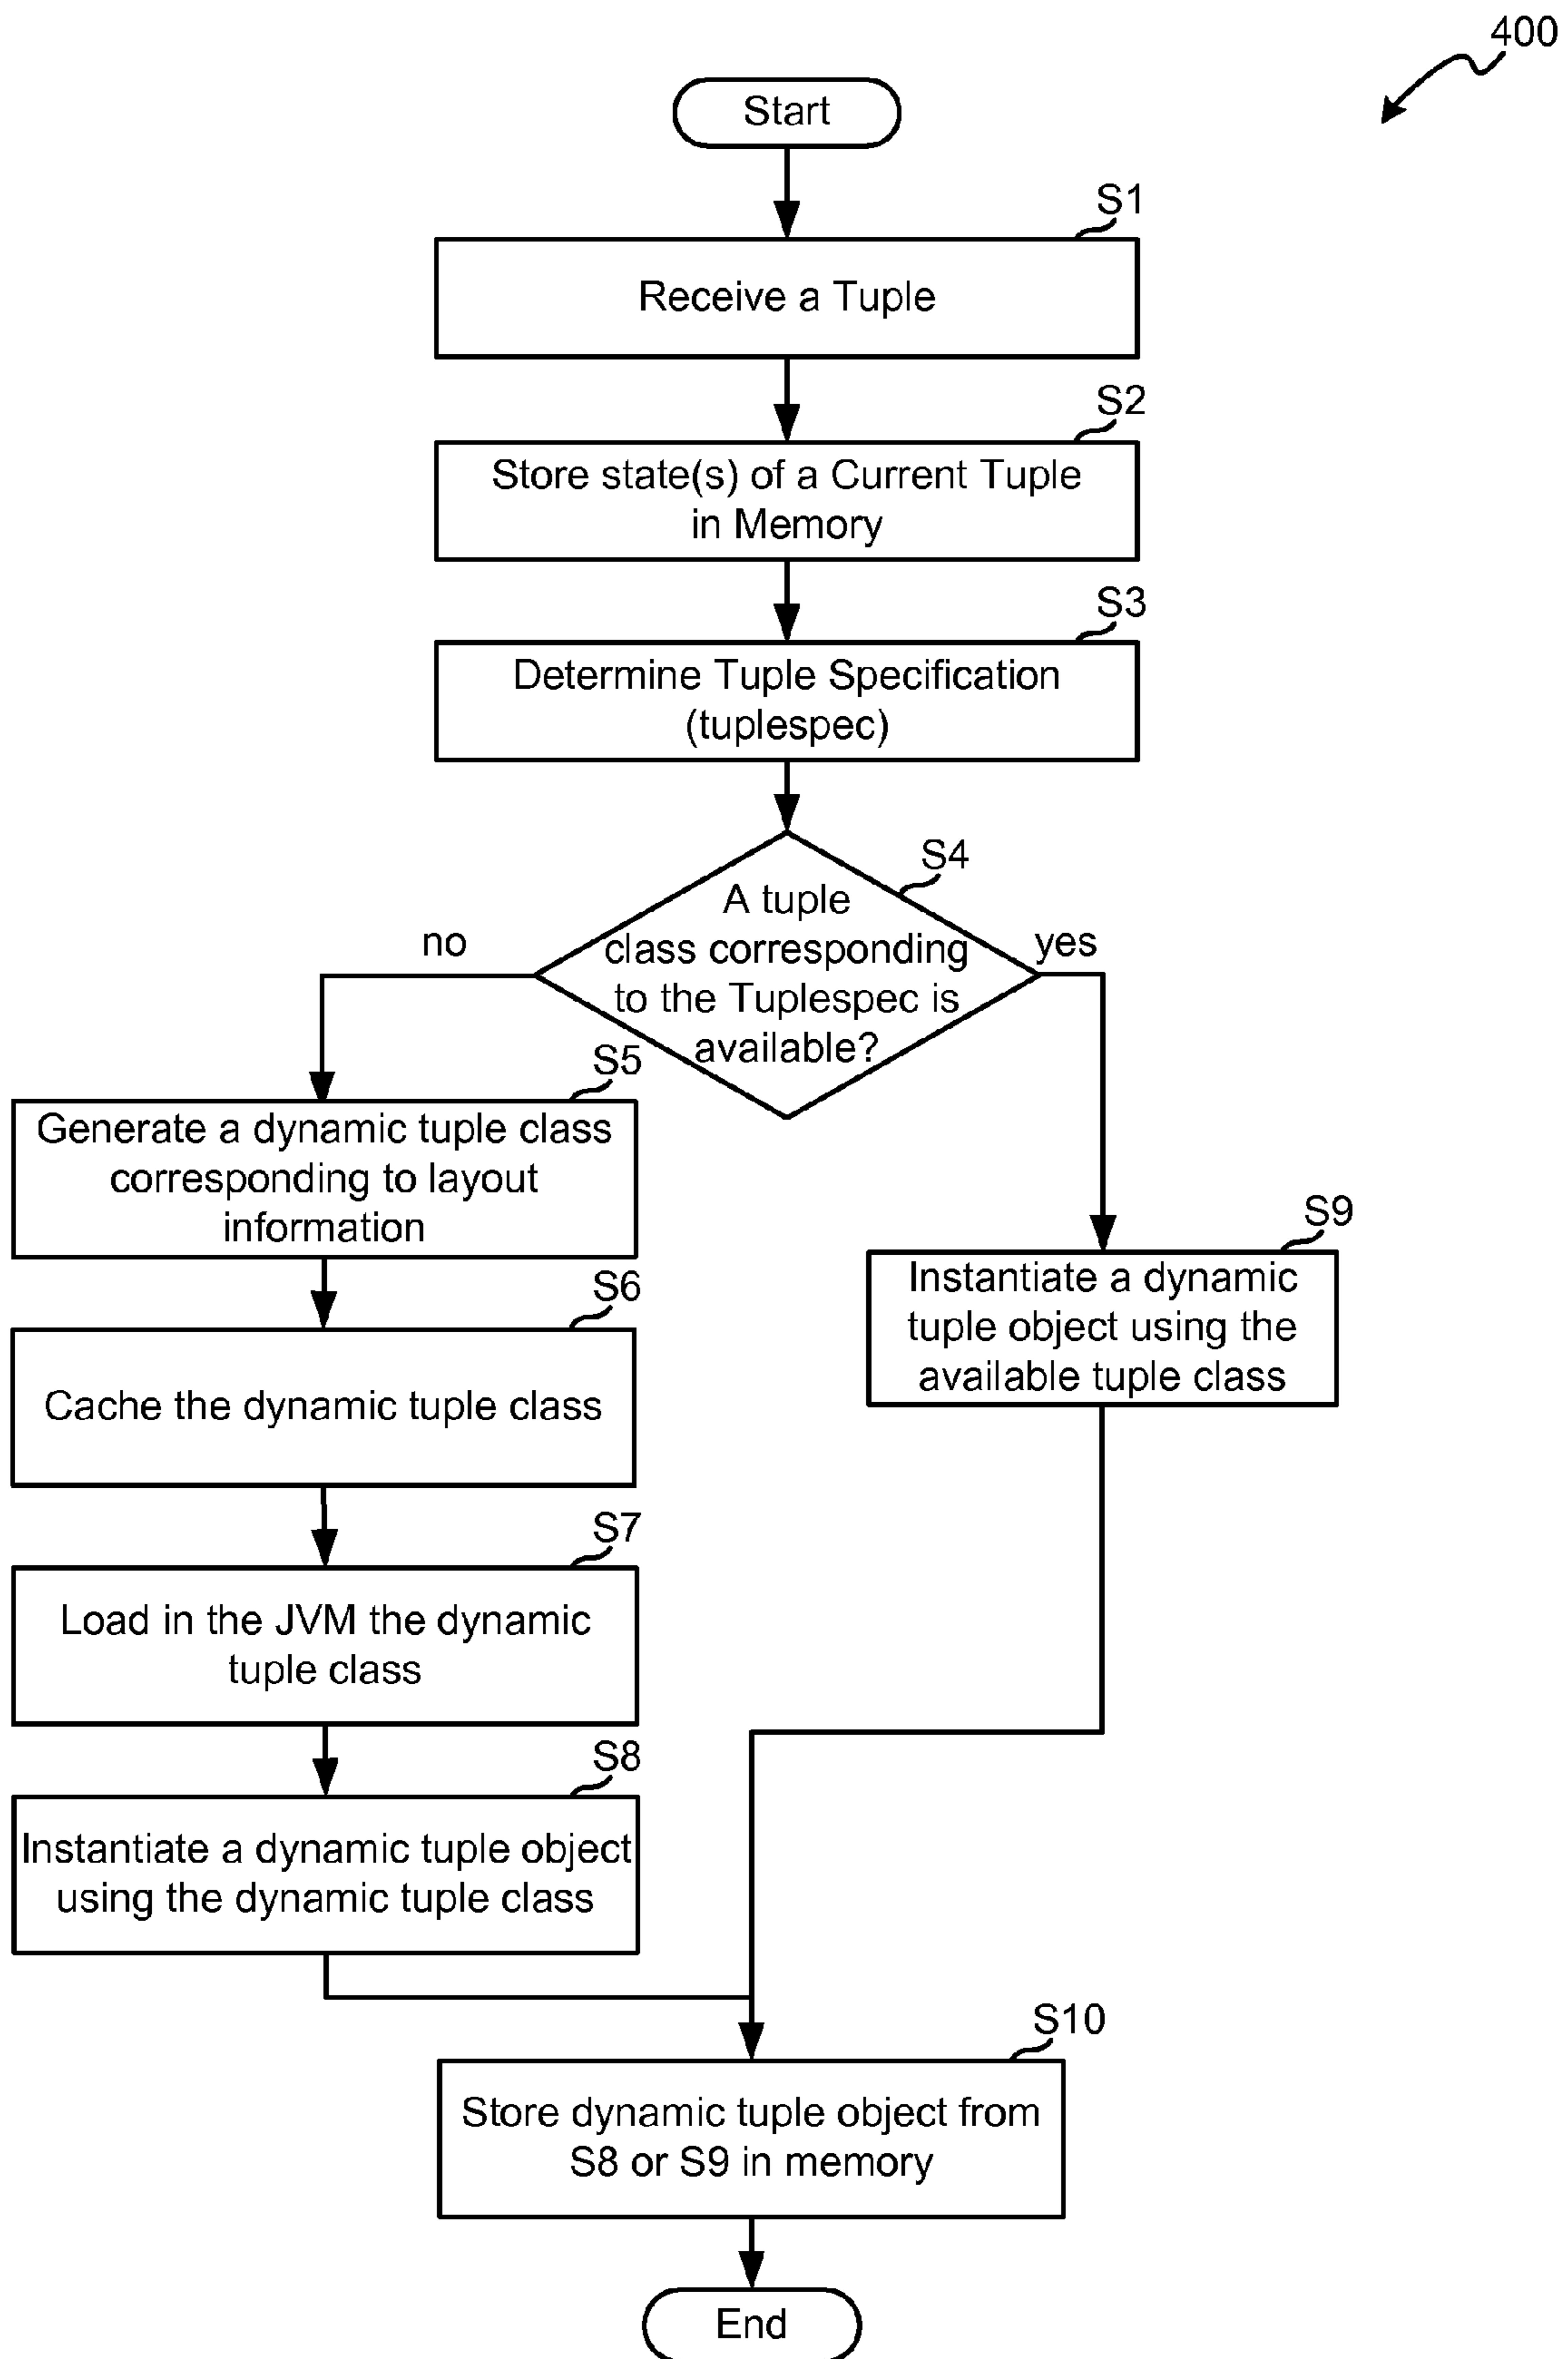 400
Start
S1
Receive a Tuple
S2
Store state(s) of a Current Tuple
in Memory
S3
Determine Tuple Specification
(tuplespec)
S4
A tuple
class corresponding
to the Tuplespec is
available?
no
yes
S5
Generate a dynamic tuple class
corresponding to layout
information
S6
Cache the dynamic tuple class
S7
Load in the JVM the dynamic
tuple class
S8
Instantiate a dynamic tuple object
using the dynamic tuple class
S9
Instantiate a dynamic
tuple object using the
available tuple class
S10
Store dynamic tuple object from
S8 or S9 in memory
End